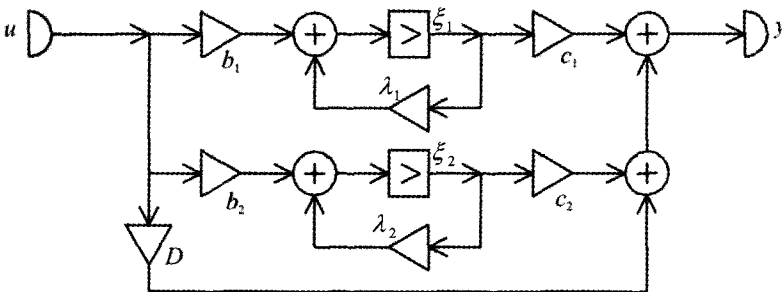 u b₁ + > ξ₁ c₁ + y
λ₁
b₂ + > ξ₂ c₂ +
λ₂
D